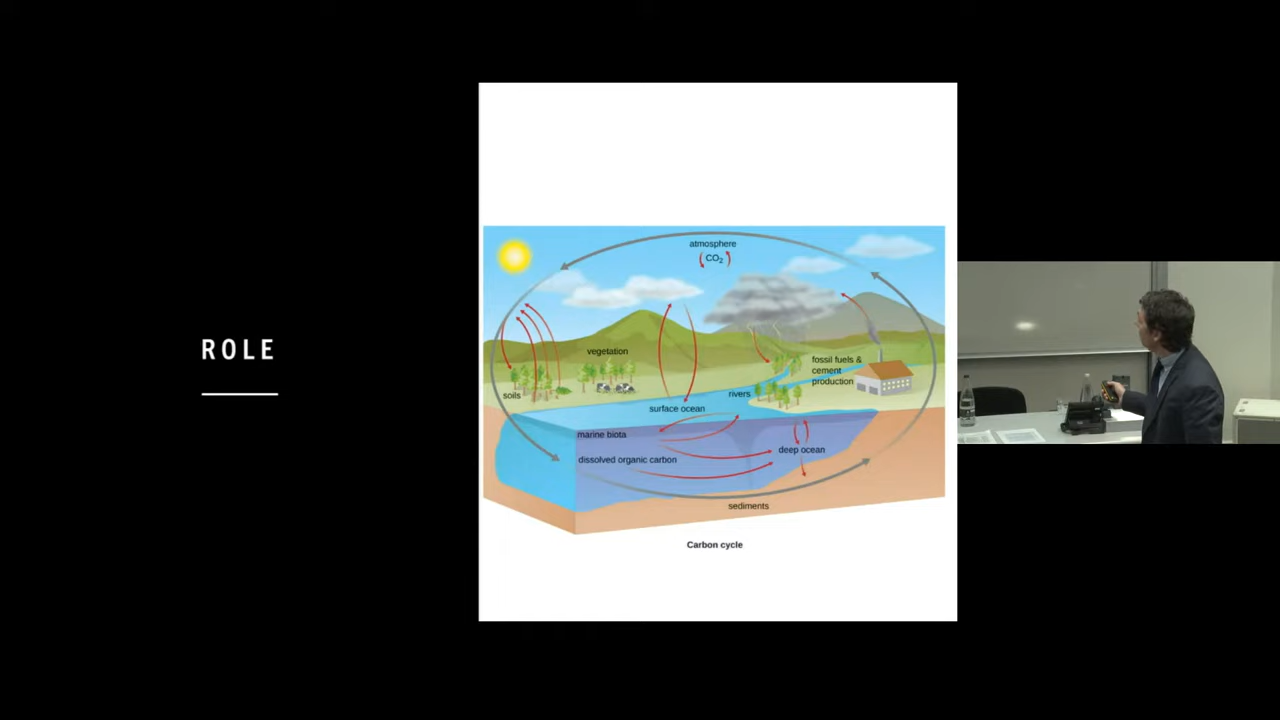 ROLE
atmosphere
CO₂
vegetation
fossil fuels &
cement
production
soils
rivers
surface ocean
marine biota
deep ocean
dissolved organic carbon
sediments
Carbon cycle